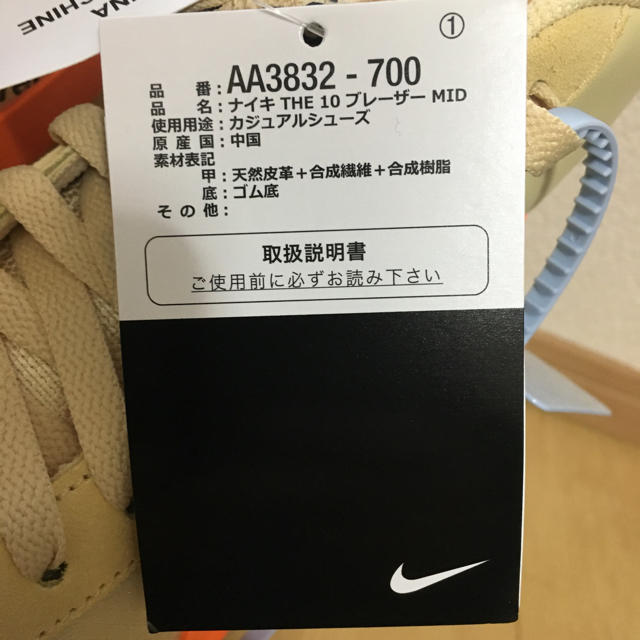 INA
CHINE
①
品 番 : AA3832 - 700
品 名 : ナイキ THE 10 ブレーザー MID
使用用途 : カジュアルシューズ
原 産 国 : 中国
素材表記
甲 : 天然皮革＋合成繊維＋合成樹脂
底 : ゴム底
そ の 他 :
取扱説明書
ご使用前に必ずお読み下さい